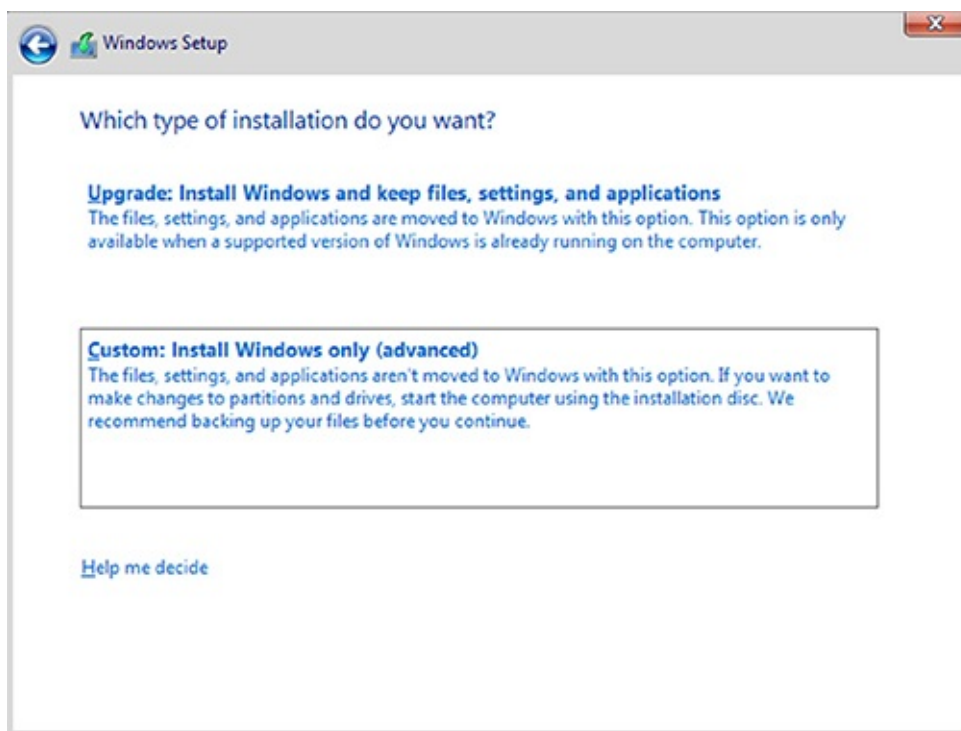 Windows Setup
Which type of installation do you want?
Upgrade: Install Windows and keep files, settings, and applications
The files, settings, and applications are moved to Windows with this option. This option is only
available when a supported version of Windows is already running on the computer.
Custom: Install Windows only (advanced)
The files, settings, and applications aren't moved to Windows with this option. If you want to
make changes to partitions and drives, start the computer using the installation disc. We
recommend backing up your files before you continue.
Help me decide